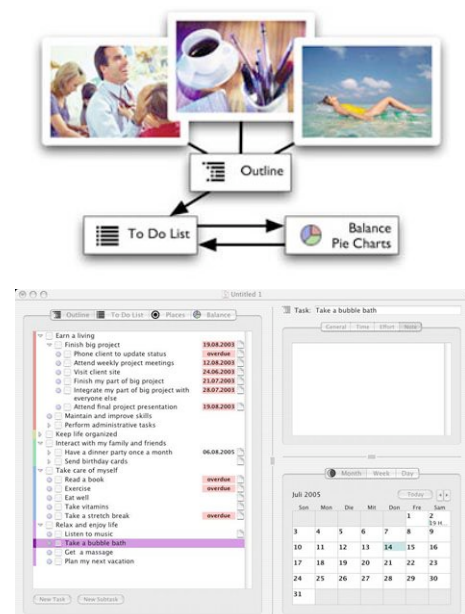 Outline
To Do List
Balance
Pie Charts
Untitled 1
Outline To Do List Places Balance
Earn a living
Finish big project 19.08.2003
Phone client to update status overdue
Attend weekly project meetings 12.08.2003
Visit client site 24.06.2003
Finish my part of big project 21.07.2003
Integrate my part of big project with 28.07.2003
everyone else
Attend final project presentation 19.08.2003
Maintain and improve skills
Perform administrative tasks
Keep life organized
Interact with my family and friends
Have a dinner party once a month 06.08.2005
Send birthday cards
Take care of myself
Read a book overdue
Exercise overdue
Eat well
Take vitamins
Take a stretch break overdue
Relax and enjoy life
Listen to music
Take a bubble bath
Get a massage
Plan my next vacation
New Task New Subtask
Task: Take a bubble bath
General Time Effort Note
Month Week Day
Juli 2005 Today
Son Mon Die Mit Don Fre Sam
1 2
3 4 5 6 7 8 9
10 11 12 13 14 15 16
17 18 19 20 21 22 23
24 25 26 27 28 29 30
31